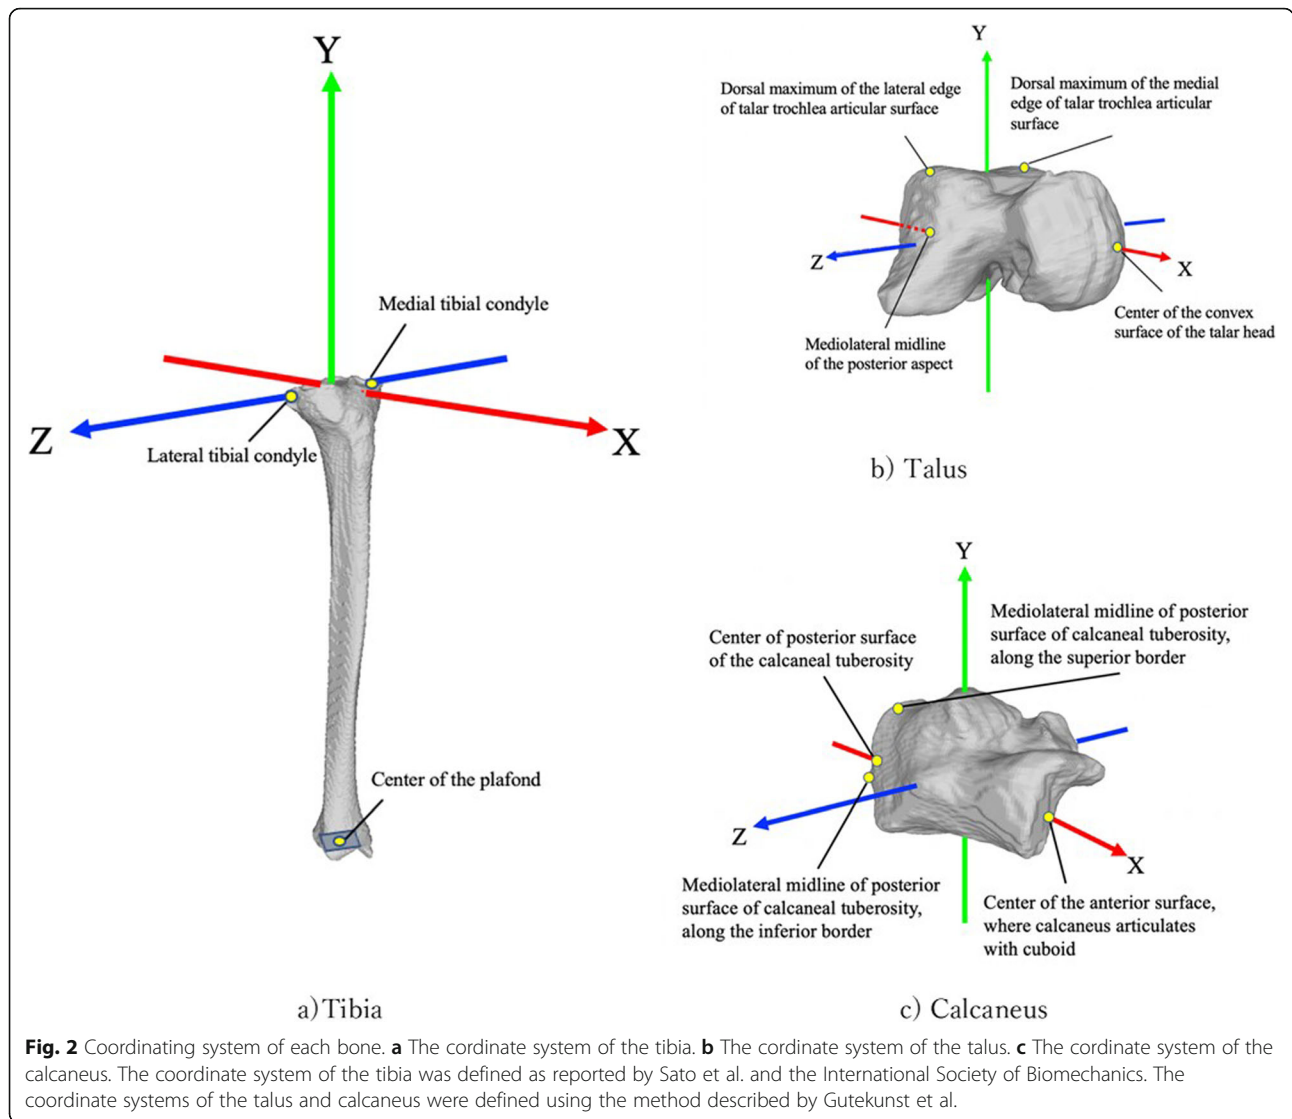 Y
Medial tibial condyle
Z
X
Lateral tibial condyle
Center of the plafond
a)Tibia
Y
Dorsal maximum of the lateral edge
of talar trochlea articular surface
Dorsal maximum of the medial
edge of talar trochlea articular
surface
Z
X
Mediolateral midline
of the posterior aspect
Center of the convex
surface of the talar head
b) Talus
Y
Center of posterior surface
of the calcaneal tuberosity
Mediolateral midline of posterior
surface of calcaneal tuberosity,
along the superior border
Z
X
Mediolateral midline of posterior
surface of calcaneal tuberosity,
along the inferior border
Center of the anterior surface,
where calcaneus articulates
with cuboid
c) Calcaneus
Fig. 2 Coordinating system of each bone. a The cordinate system of the tibia. b The cordinate system of the talus. c The cordinate system of the
calcaneus. The coordinate system of the tibia was defined as reported by Sato et al. and the International Society of Biomechanics. The
coordinate systems of the talus and calcaneus were defined using the method described by Gutekunst et al.